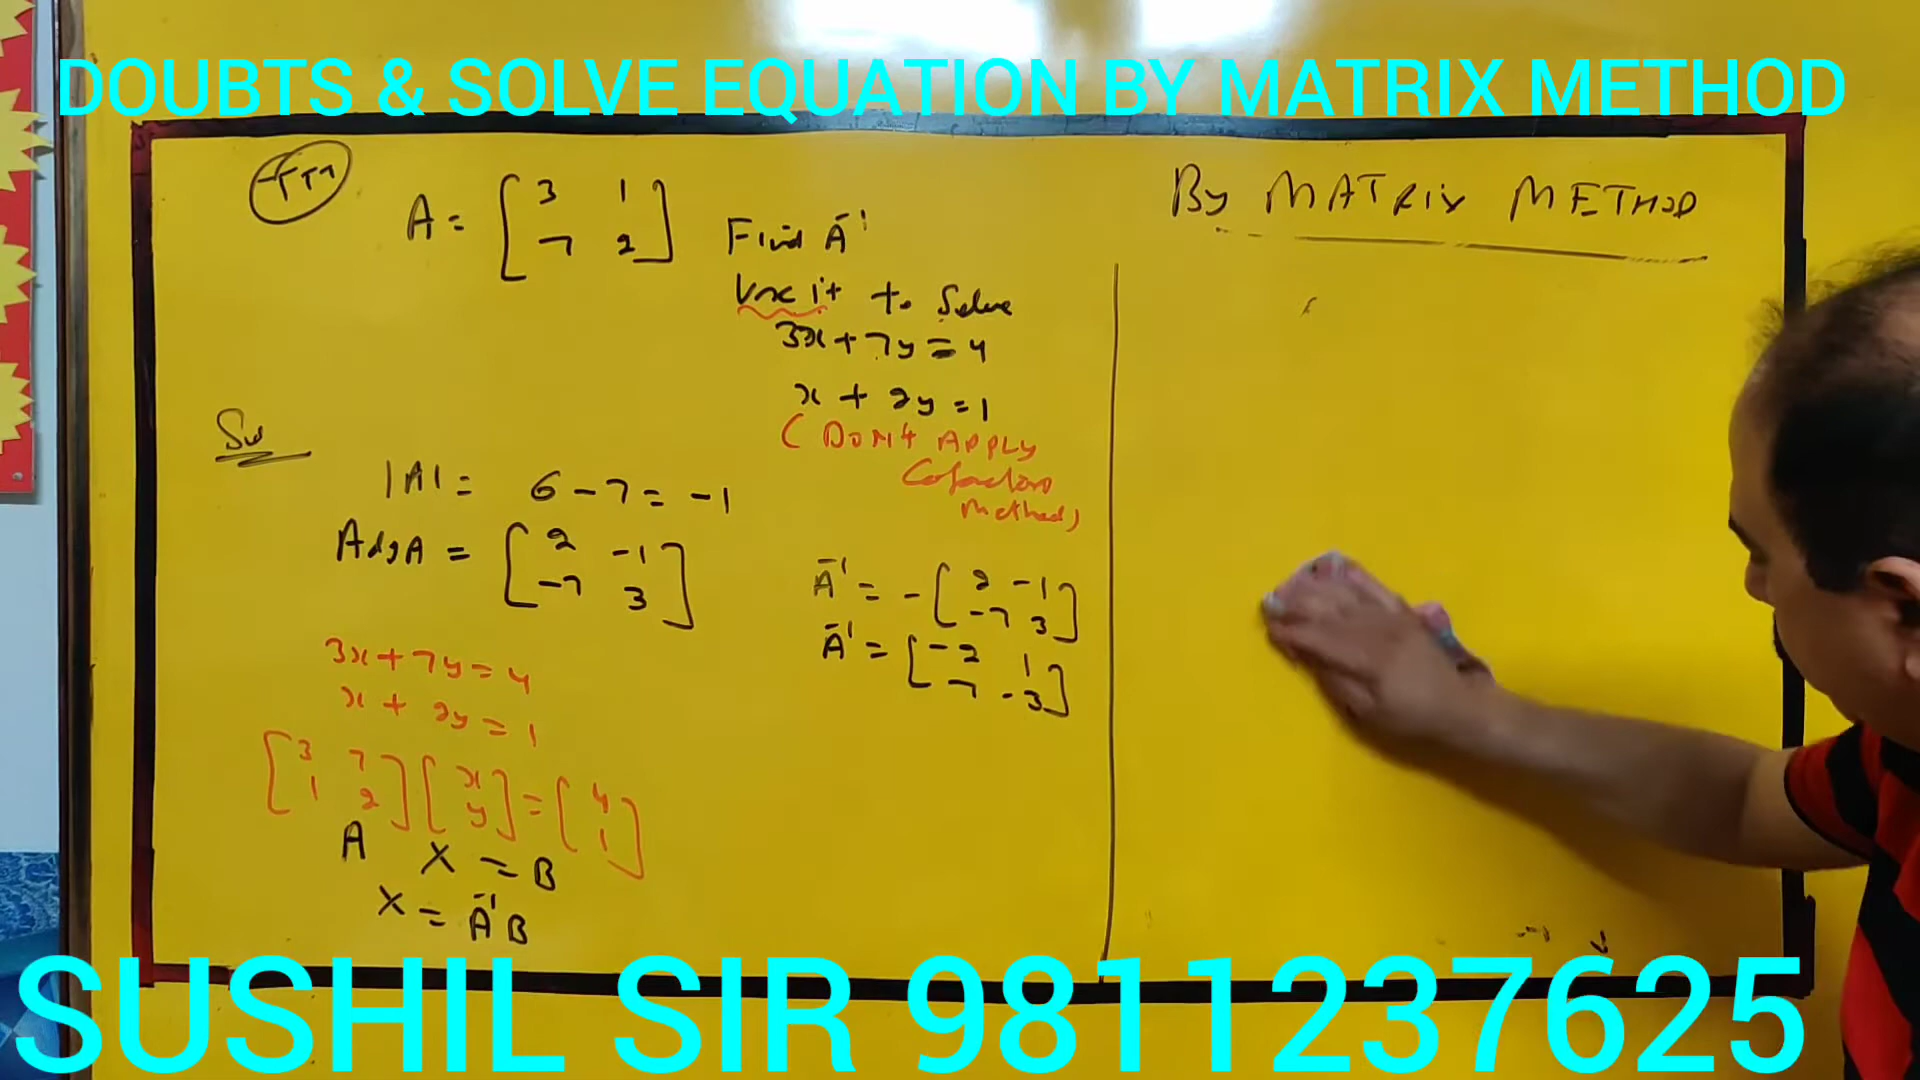 DOUBTS & SOLVE EQUATION BY MATRIX METHOD
TT1
A = [ 3 1
7 2 ]
Find A⁻¹
Use it to Solve
3x + 7y = 4
x + 2y = 1
( DON't APPLY
Cofactors
Method)
Sol
|A| = 6 - 7 = -1
AdjA = [ 2 -1
-7 3 ]
A⁻¹ = - [ 2 -1
-7 3 ]
A⁻¹ = [ -2 1
7 -3 ]
3x + 7y = 4
x + 2y = 1
[ 3 7
1 2 ] [ x
y ] = [ 4
1 ]
A X = B
X = A⁻¹ B
By MATRIX METHOD
SUSHIL SIR 9811237625